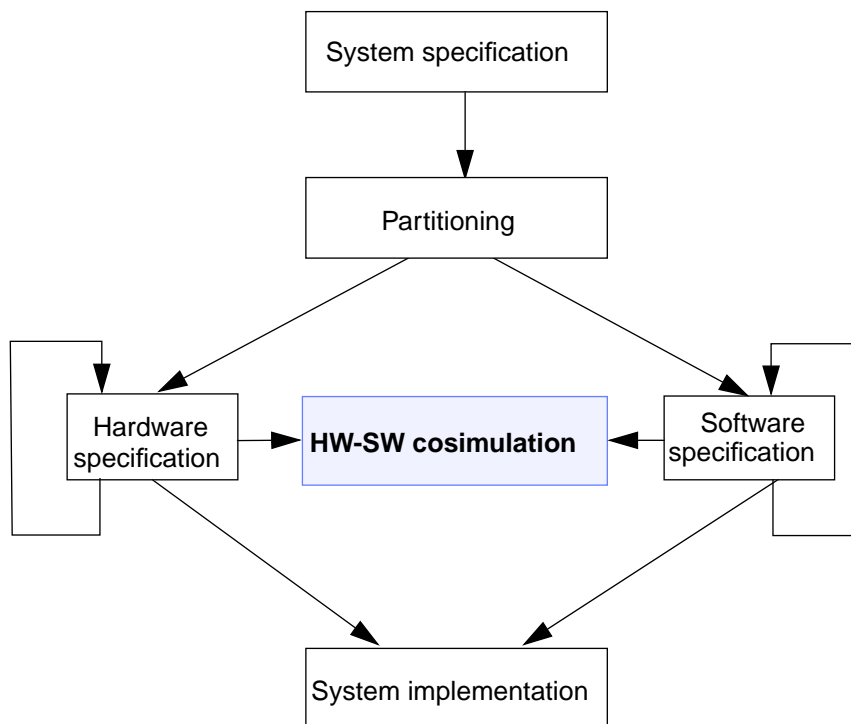 System specification
Partitioning
Hardware
specification
HW-SW cosimulation
Software
specification
System implementation